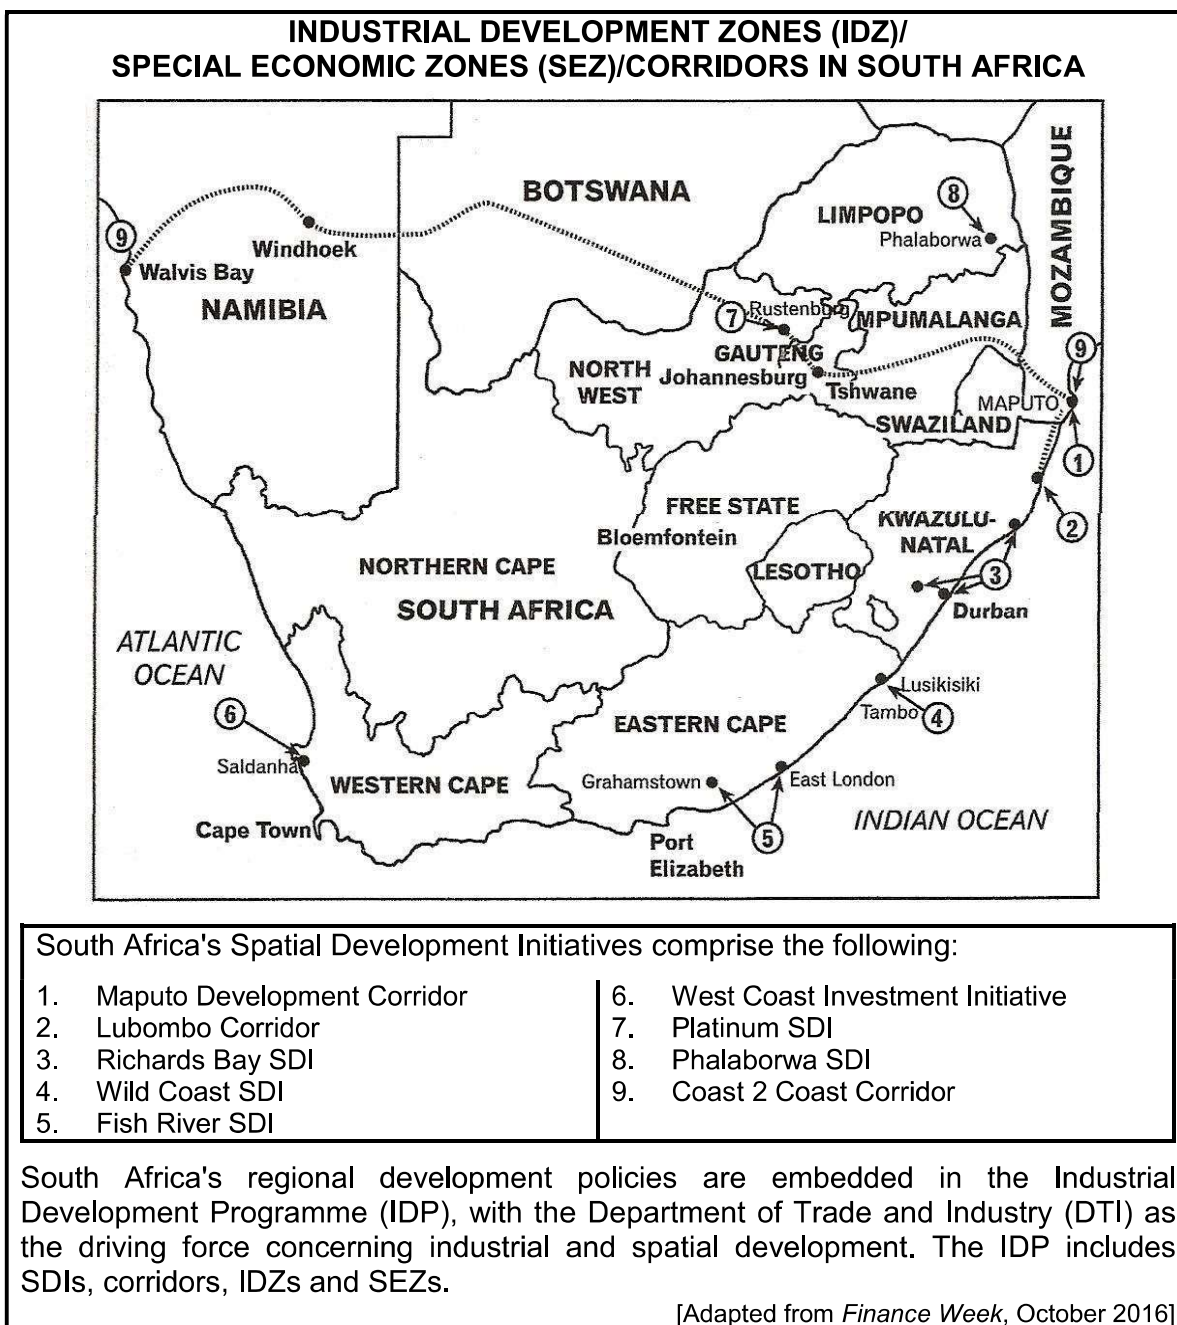 INDUSTRIAL DEVELOPMENT ZONES (IDZ)/
SPECIAL ECONOMIC ZONES (SEZ)/CORRIDORS IN SOUTH AFRICA
MOZAMBIQUE
BOTSWANA
8
LIMPOPO
Phalaborwa
9
Windhoek
Walvis Bay
NAMIBIA
7
Rustenburg
MPUMALANGA
9
GAUTENG
NORTH
WEST
Johannesburg
Tshwane
MAPUTO
SWAZILAND
1
FREE STATE
KWAZULU-
NATAL
2
Bloemfontein
NORTHERN CAPE
LESOTHO
3
SOUTH AFRICA
Durban
ATLANTIC
OCEAN
Lusikisiki
6
Tambo
4
EASTERN CAPE
Saldanha
WESTERN CAPE
Grahamstown
East London
Cape Town
INDIAN OCEAN
5
Port
Elizabeth
South Africa's Spatial Development Initiatives comprise the following:
1. Maputo Development Corridor
2. Lubombo Corridor
3. Richards Bay SDI
4. Wild Coast SDI
5. Fish River SDI
6. West Coast Investment Initiative
7. Platinum SDI
8. Phalaborwa SDI
9. Coast 2 Coast Corridor
South Africa's regional development policies are embedded in the Industrial
Development Programme (IDP), with the Department of Trade and Industry (DTI) as
the driving force concerning industrial and spatial development. The IDP includes
SDIs, corridors, IDZs and SEZs.
[Adapted from Finance Week, October 2016]